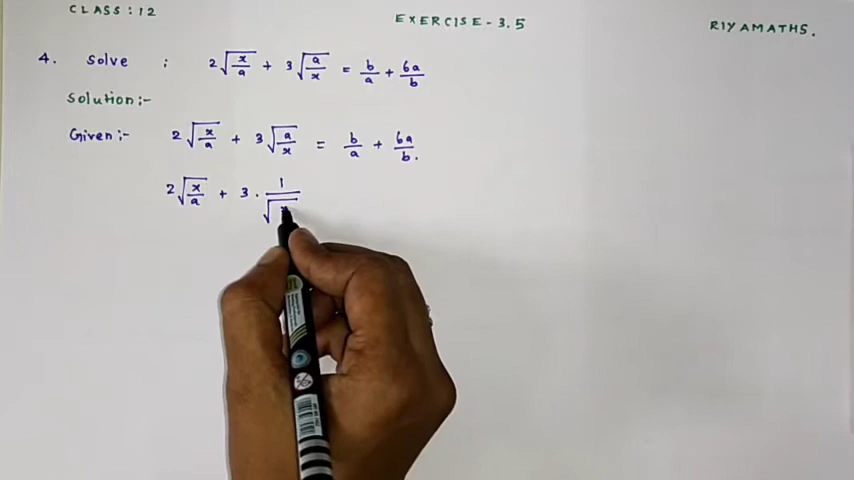 CLASS : 12 EXERCISE - 3.5 RIYAMATHS.
4. Solve : 2√(x/a) + 3√(a/x) = b/a + 6a/b
Solution:-
Given:- 2√(x/a) + 3√(a/x) = b/a + 6a/b.
2√(x/a) + 3 · 1/√x